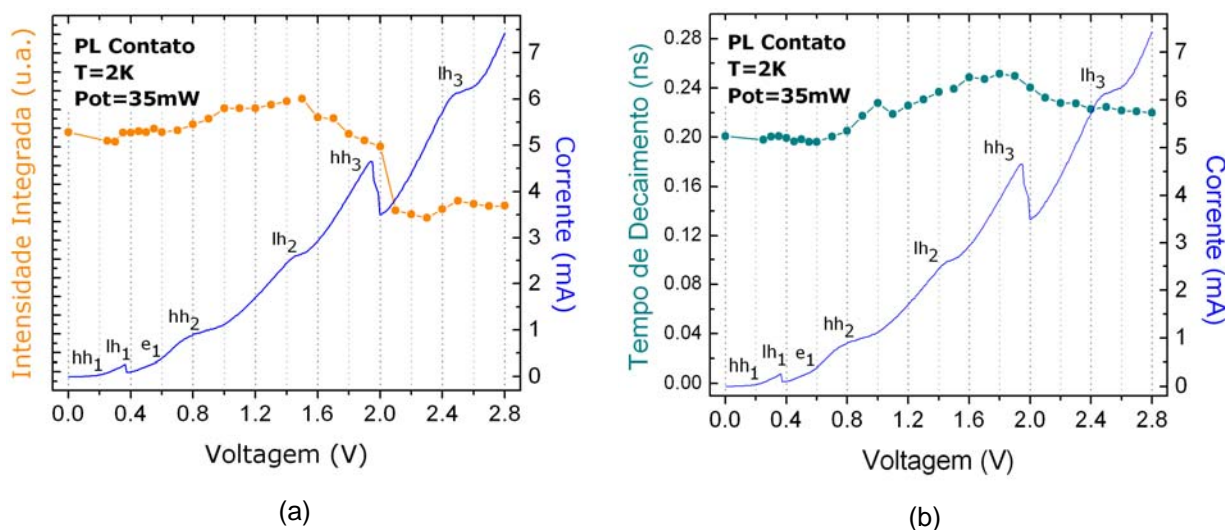 PL Contato
T=2K
Pot=35mW
Intensidade Integrada (u.a.)
7
6
5
4
3
2
1
0
Corrente (mA)
hh1
lh1
e1
hh2
lh2
hh3
lh3
0.0 0.4 0.8 1.2 1.6 2.0 2.4 2.8
Voltagem (V)
(a)
PL Contato
T=2K
Pot=35mW
Tempo de Decaimento (ns)
0.28
0.24
0.20
0.16
0.12
0.08
0.04
0.00
7
6
5
4
3
2
1
0
Corrente (mA)
hh1
lh1
e1
hh2
lh2
hh3
lh3
0.0 0.4 0.8 1.2 1.6 2.0 2.4 2.8
Voltagem (V)
(b)